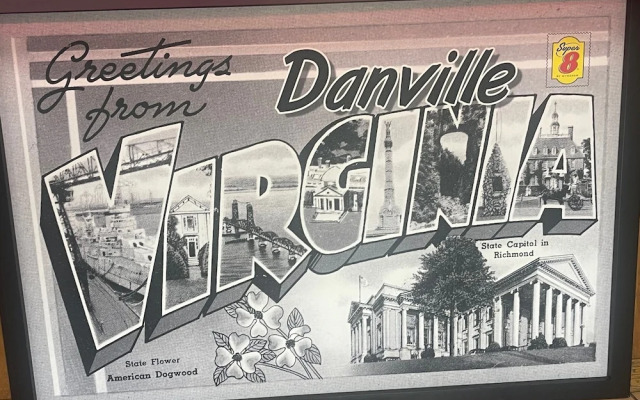 Greetings
from
Danville
VIRGINIA
Super
8
State Capital in
Richmond
State Flower
American Dogwood